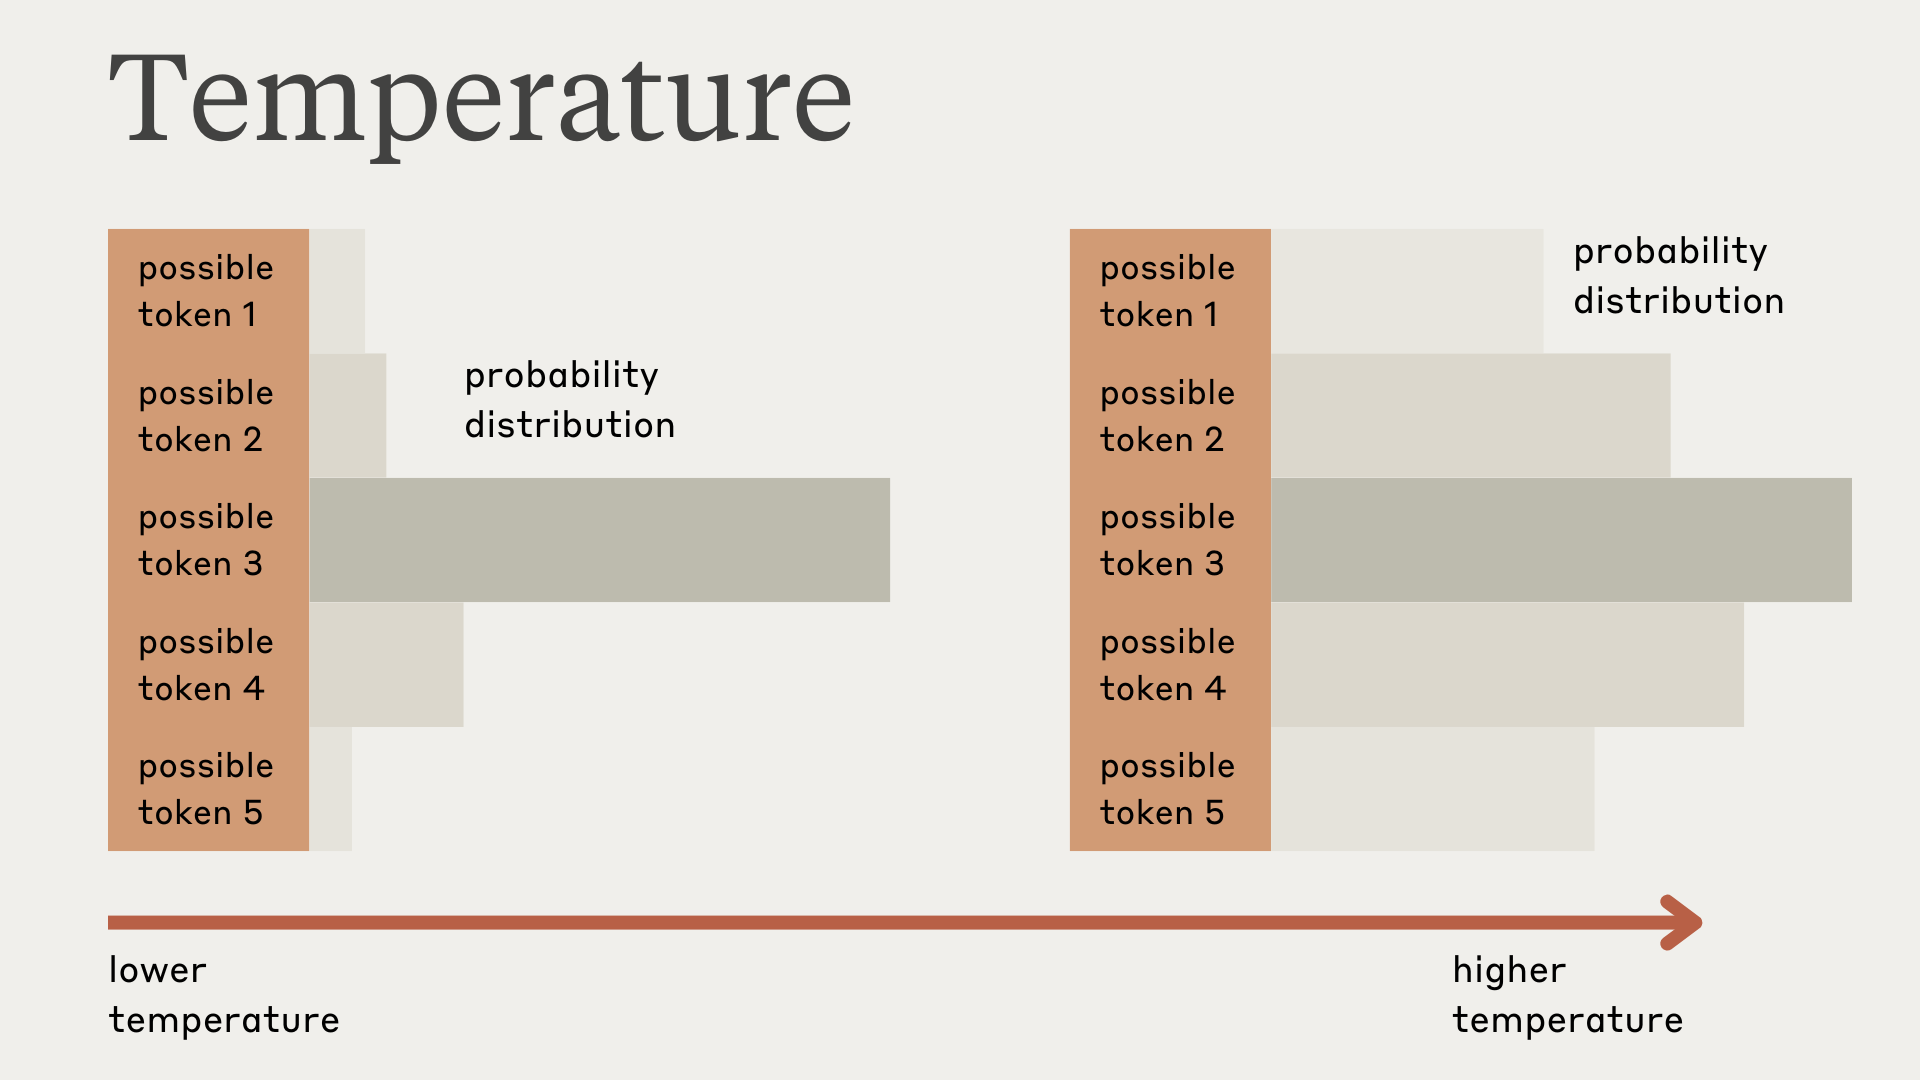 Temperature
possible
token 1
possible
token 2
probability
distribution
possible
token 3
possible
token 4
possible
token 5
possible
token 1
probability
distribution
possible
token 2
possible
token 3
possible
token 4
possible
token 5
lower
temperature
higher
temperature